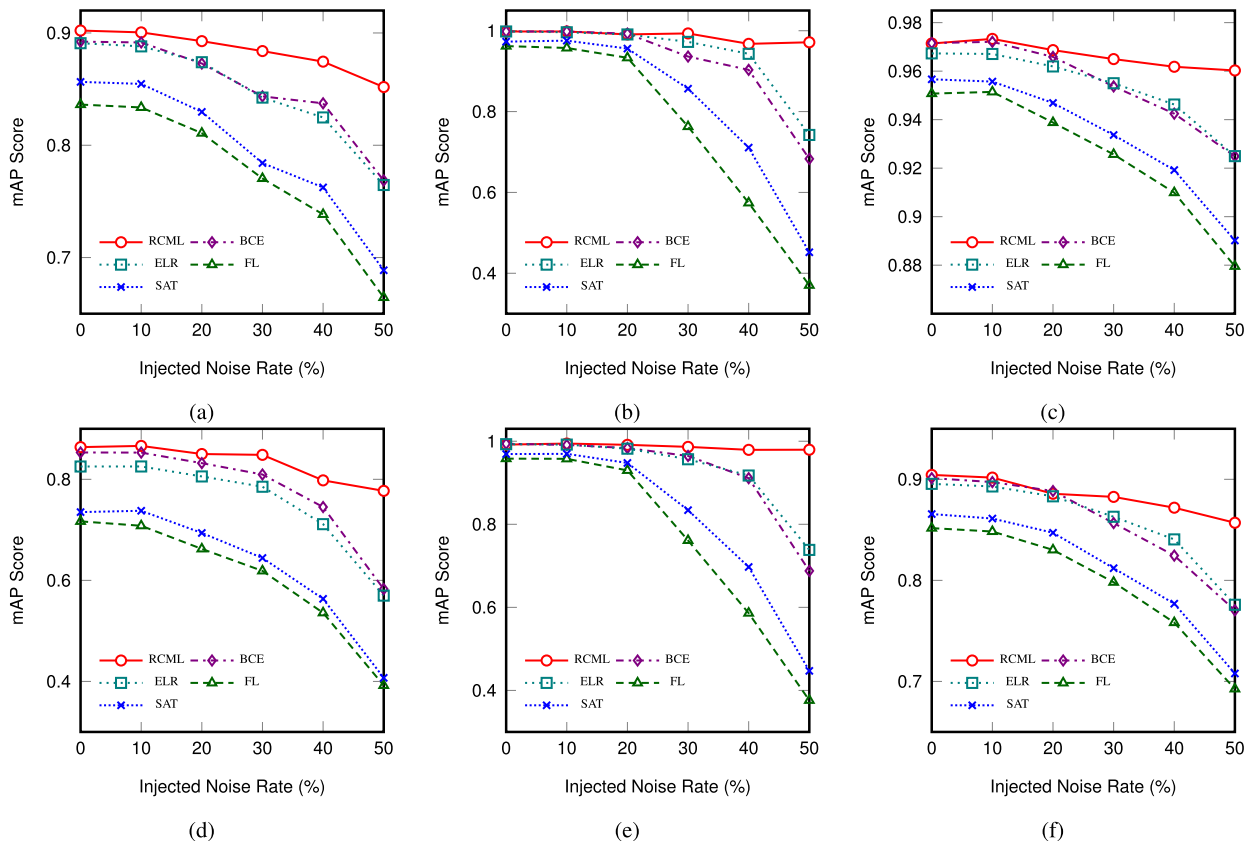 0.9
0.8
0.7
mAP Score
RCML BCE
ELR FL
SAT
0 10 20 30 40 50
Injected Noise Rate (%)
(a)
1
0.8
0.6
0.4
mAP Score
RCML BCE
ELR FL
SAT
0 10 20 30 40 50
Injected Noise Rate (%)
(b)
0.98
0.96
0.94
0.92
0.9
0.88
mAP Score
RCML BCE
ELR FL
SAT
0 10 20 30 40 50
Injected Noise Rate (%)
(c)
0.8
0.6
0.4
mAP Score
RCML BCE
ELR FL
SAT
0 10 20 30 40 50
Injected Noise Rate (%)
(d)
1
0.8
0.6
0.4
mAP Score
RCML BCE
ELR FL
SAT
0 10 20 30 40 50
Injected Noise Rate (%)
(e)
0.9
0.8
0.7
mAP Score
RCML BCE
ELR FL
SAT
0 10 20 30 40 50
Injected Noise Rate (%)
(f)